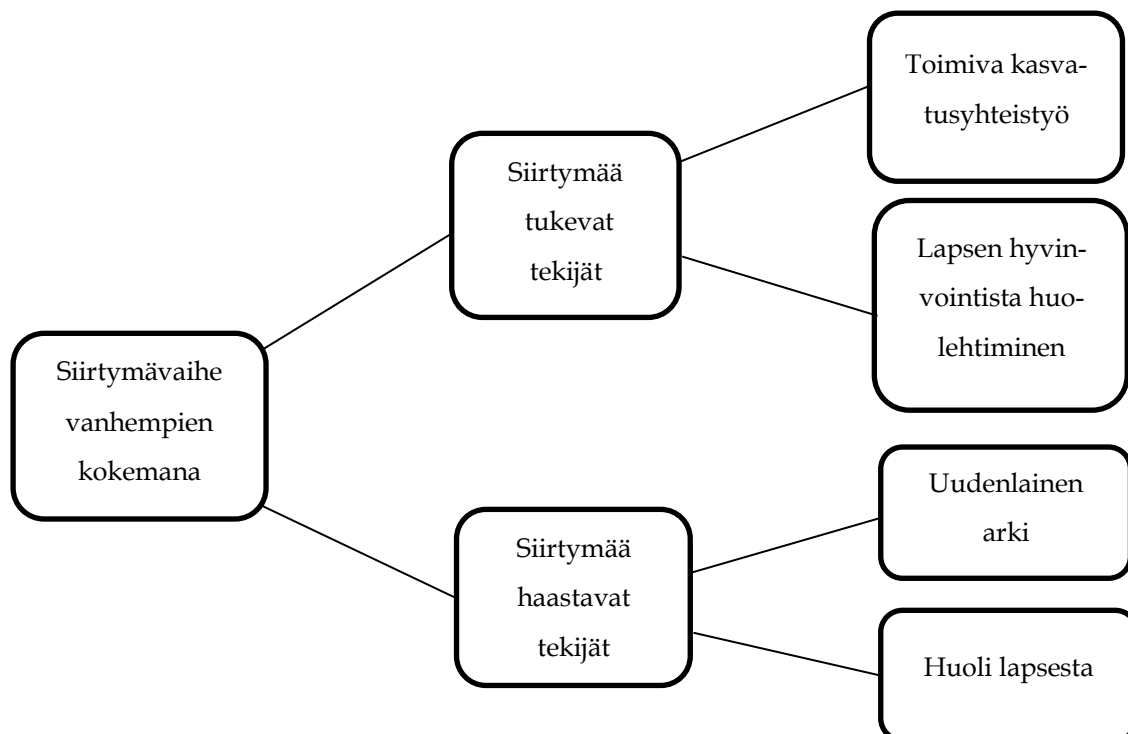 Siirtymävaihe
vanhempien
kokemana
Siirtymää
tukevat
tekijät
Toimiva kasva-
tusyhteistyö
Lapsen hyvin-
vointista huo-
lehtiminen
Siirtymää
haastavat
tekijät
Uudenlainen
arki
Huoli lapsesta